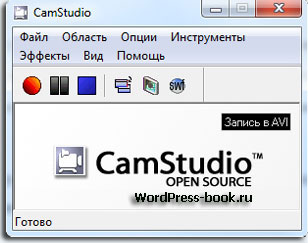 CamStudio
Файл Область Опции Инструменты
Эффекты Вид Помощь
SWF
Запись в AVI
CamStudio™
OPEN SOURCE
WordPress-book.ru
Готово